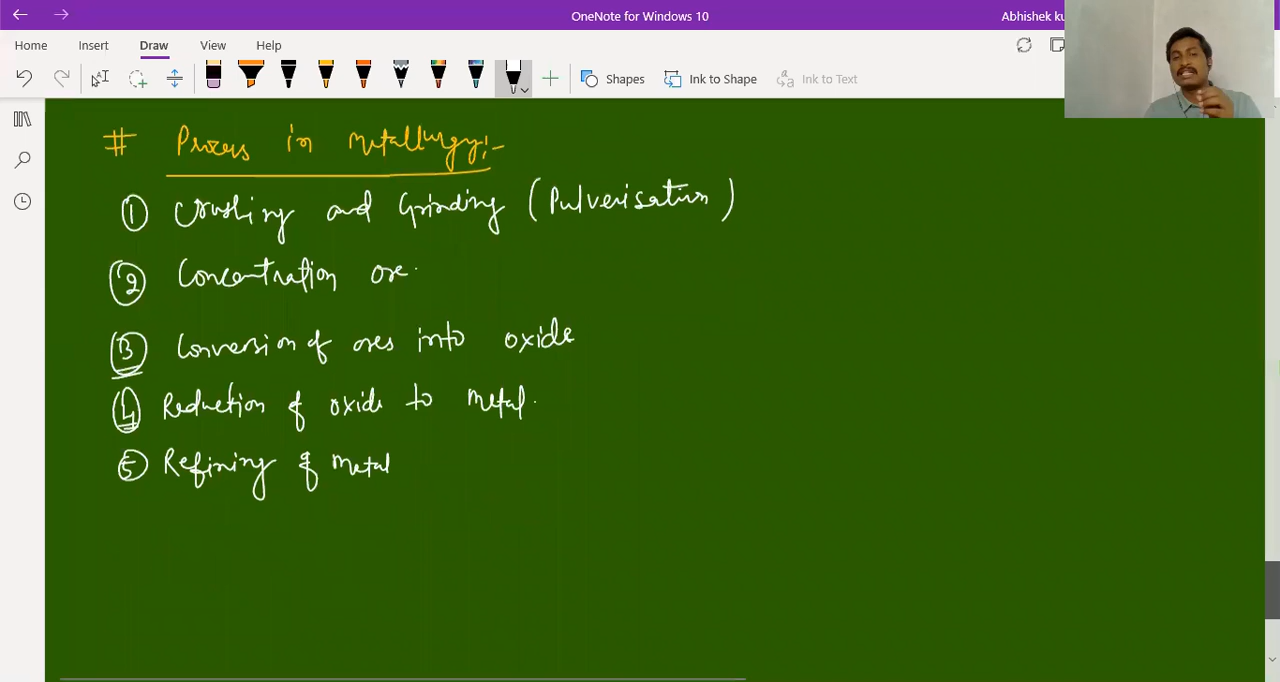 OneNote for Windows 10
Abhishek ku
Home Insert Draw View Help
Shapes Ink to Shape Ink to Text
# Process in Metallurgy:-
① Crushing and Grinding (Pulverisation)
② Concentration ore.
③ Conversion of ores into oxide
④ Reduction of oxide to Metal.
⑤ Refining of Metal